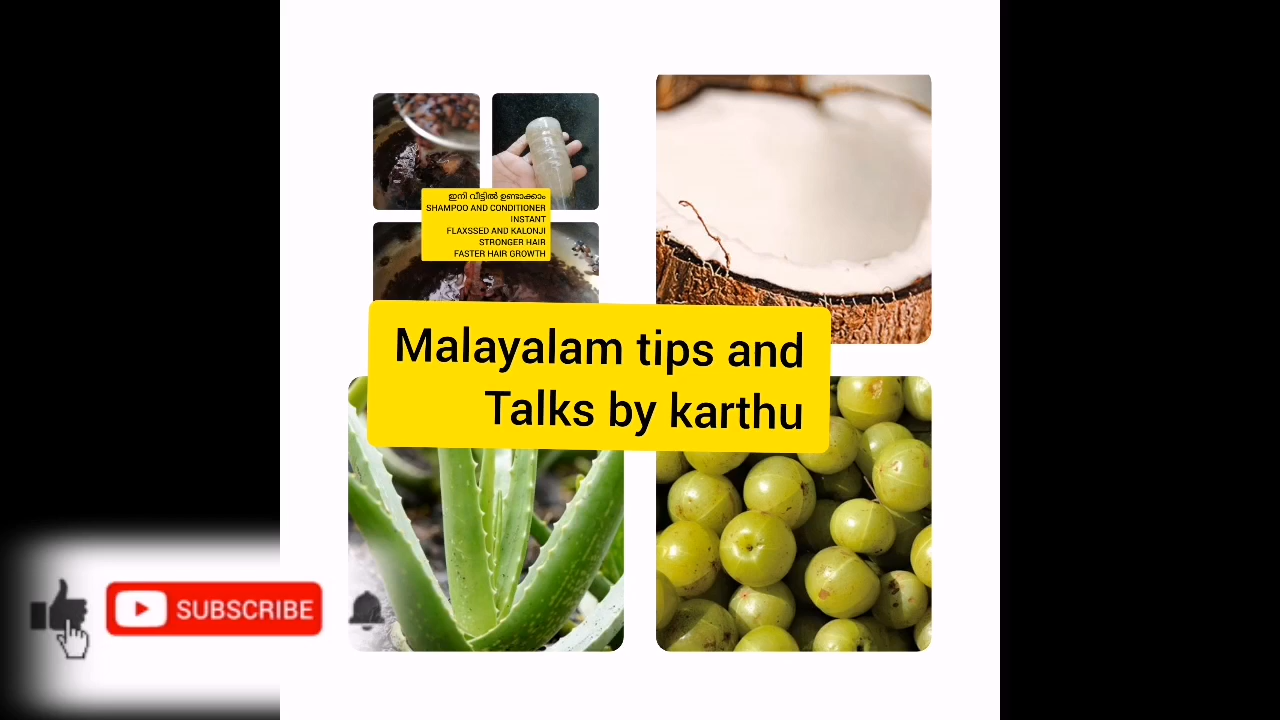 ഇനി വീട്ടിൽ ഉണ്ടാക്കാം
SHAMPOO AND CONDITIONER
INSTANT
FLAXSSED AND KALONJI
STRONGER HAIR
FASTER HAIR GROWTH
Malayalam tips and
Talks by karthu
SUBSCRIBE